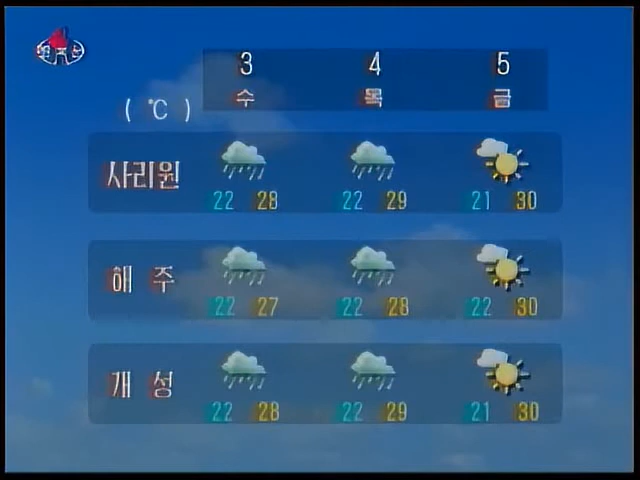 3 4 5
수 목 금
( ℃ )
사리원 22 28 22 29 21 30
해 주 22 27 22 28 22 30
개 성 22 28 22 29 21 30